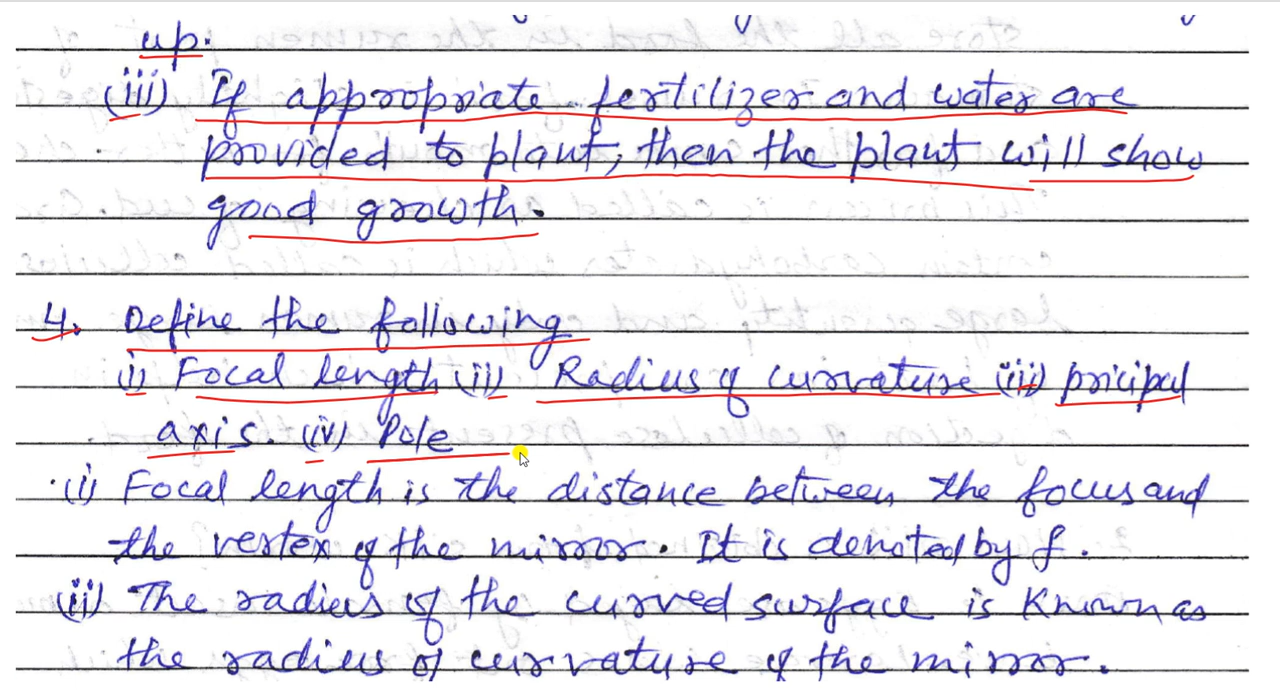 up.
(iii) If appropriate fertilizer and water are
provided to plant, then the plant will show
good growth.
4. Define the following
(i) Focal length (ii) Radius of curvature (iii) pricipal
axis. (iv) Pole
(i) Focal length is the distance between the focus and
the vertex of the mirror. It is denoted by f.
(ii) The radius of the curved surface is Known as
the radius of curvature of the mirror.